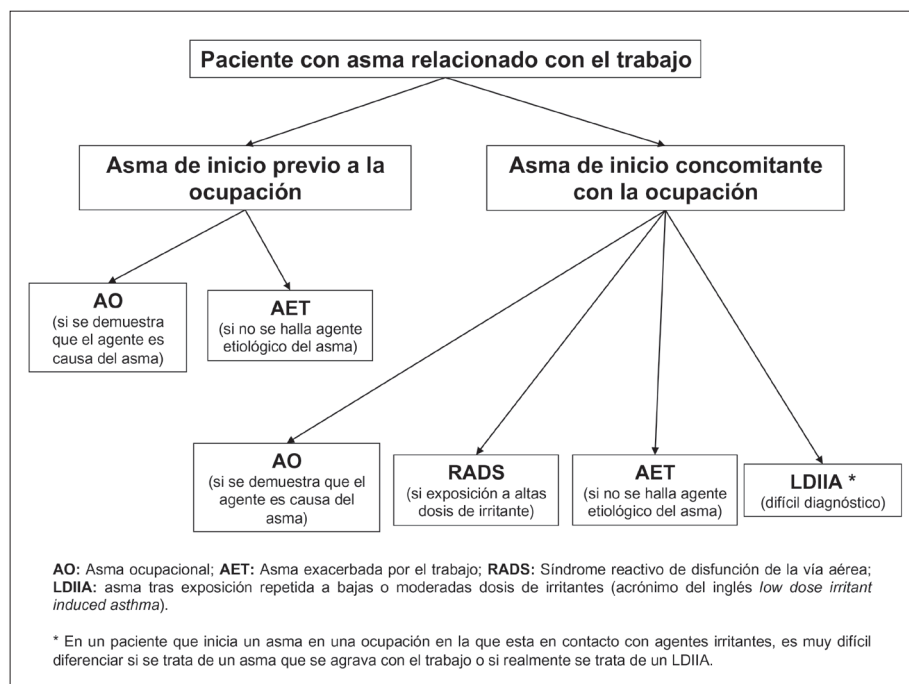 Paciente con asma relacionado con el trabajo
Asma de inicio previo a la
ocupación
Asma de inicio concomitante
con la ocupación
AO
(si se demuestra
que el agente es
causa del asma)
AET
(si no se halla agente
etiológico del asma)
AO
(si se demuestra que el
agente es causa del
asma)
RADS
(si exposición a altas
dosis de irritante)
AET
(si no se halla agente
etiológico del asma)
LDIIA *
(difícil diagnóstico)
AO: Asma ocupacional; AET: Asma exacerbada por el trabajo; RADS: Síndrome reactivo de disfunción de la vía aérea;
LDIIA: asma tras exposición repetida a bajas o moderadas dosis de irritantes (acrónimo del inglés low dose irritant
induced asthma).
* En un paciente que inicia un asma en una ocupación en la que esta en contacto con agentes irritantes, es muy difícil
diferenciar si se trata de un asma que se agrava con el trabajo o si realmente se trata de un LDIIA.